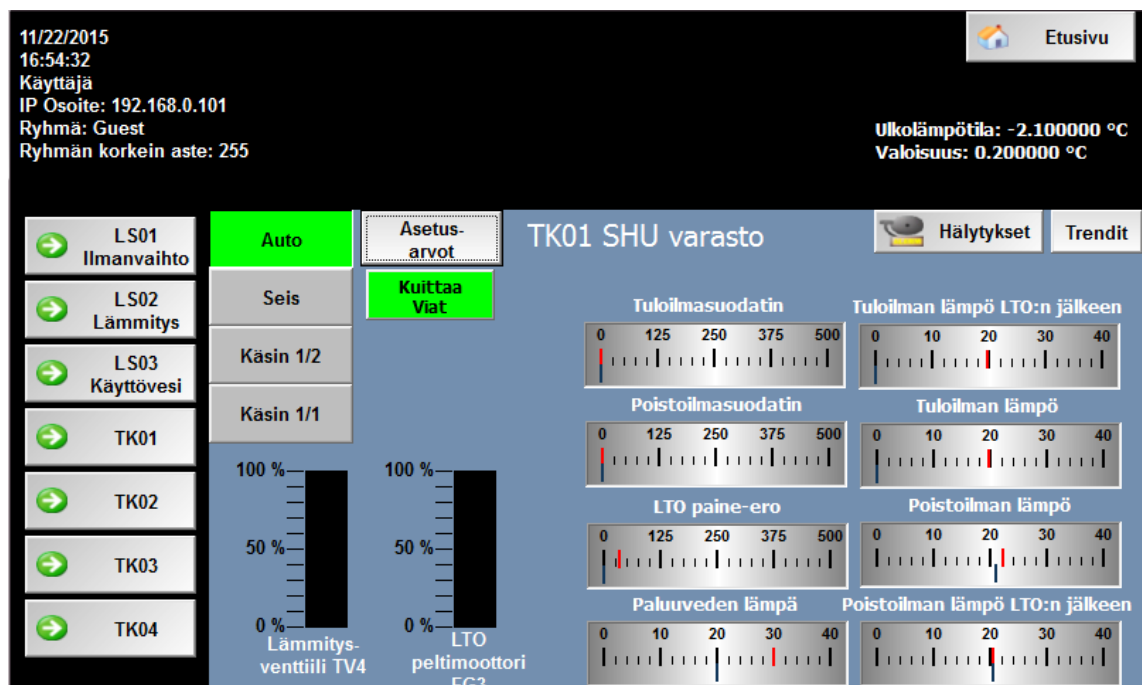 11/22/2015
16:54:32
Käyttäjä
IP Osoite: 192.168.0.101
Ryhmä: Guest
Ryhmän korkein aste: 255
Etusivu
Ulkolämpötila: -2.100000 °C
Valoisuus: 0.200000 °C
LS01
Ilmanvaihto
LS02
Lämmitys
LS03
Käyttövesi
TK01
TK02
TK03
TK04
Auto
Seis
Käsin 1/2
Käsin 1/1
Asetus-
arvot
Kuittaa
Viat
TK01 SHU varasto
Hälytykset
Trendit
100 %
50 %
0 %
Lämmitys-
venttiili TV4
100 %
50 %
0 %
LTO
peltimoottori
FG3
Tuloilmasuodatin
0 125 250 375 500
Poistoilmasuodatin
0 125 250 375 500
LTO paine-ero
0 125 250 375 500
Paluuveden lämpä
0 10 20 30 40
Tuloilman lämpö LTO:n jälkeen
0 10 20 30 40
Tuloilman lämpö
0 10 20 30 40
Poistoilman lämpö
0 10 20 30 40
Poistoilman lämpö LTO:n jälkeen
0 10 20 30 40